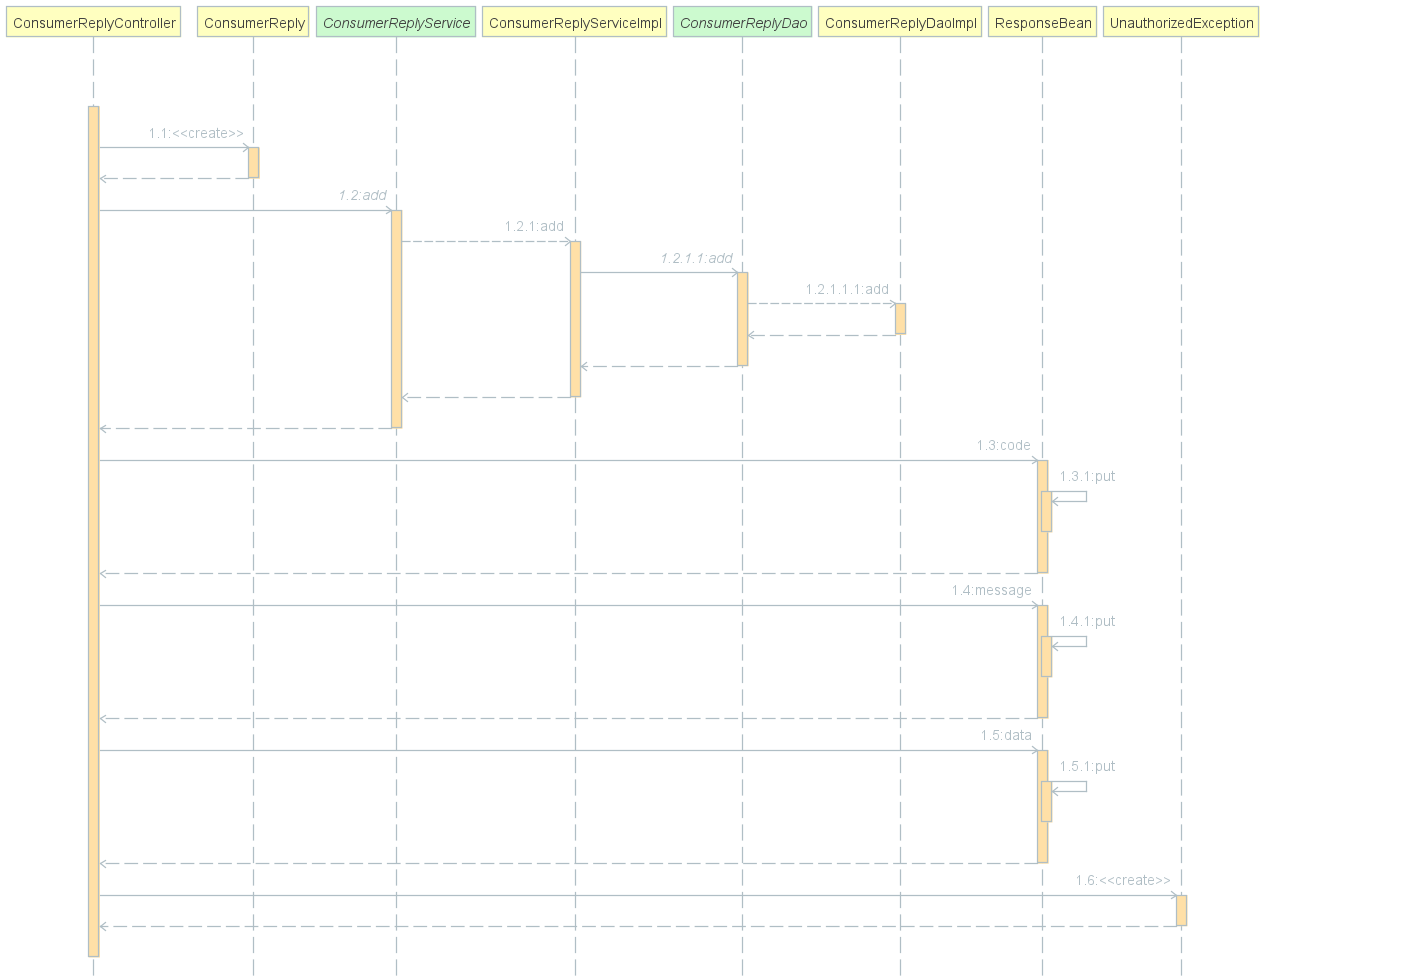 ConsumerReplyController
ConsumerReply
ConsumerReplyService
ConsumerReplyServiceImpl
ConsumerReplyDao
ConsumerReplyDaoImpl
ResponseBean
UnauthorizedException
1.1:<<create>>
1.2:add
1.2.1:add
1.2.1.1:add
1.2.1.1.1:add
1.3:code
1.3.1:put
1.4:message
1.4.1:put
1.5:data
1.5.1:put
1.6:<<create>>